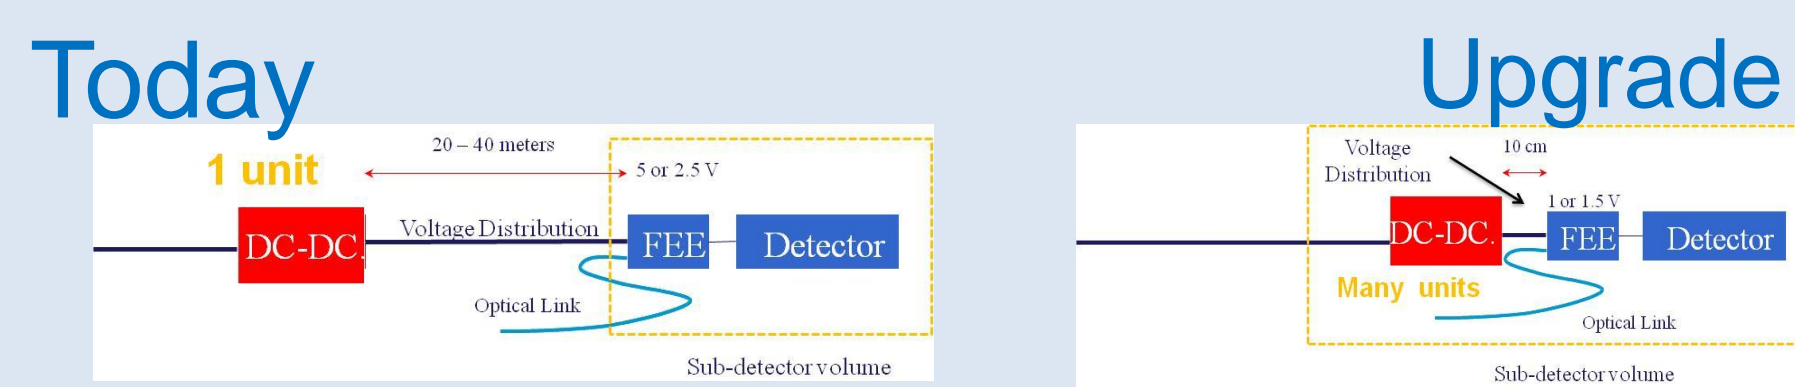 Today
1 unit
20 – 40 meters
5 or 2.5 V
DC-DC.
Voltage Distribution
FEE
Detector
Optical Link
Sub-detector volume
Upgrade
Voltage
Distribution
10 cm
1 or 1.5 V
DC-DC.
FEE
Detector
Many units
Optical Link
Sub-detector volume